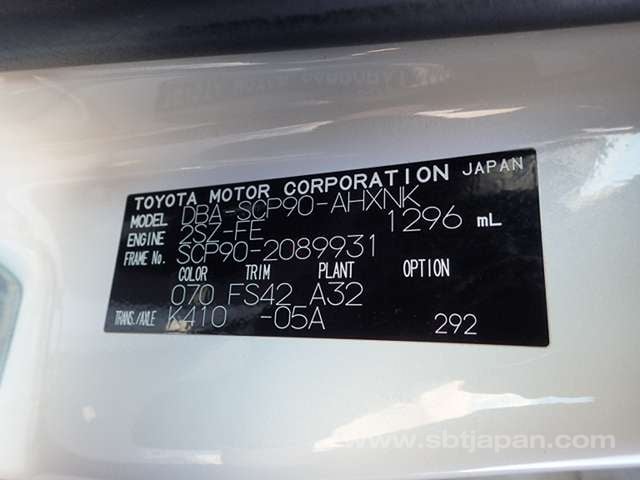 TOYOTA MOTOR CORPORATION JAPAN
MODEL DBA-SCP90-AHXNK
ENGINE 2SZ-FE 1296 mL
FRAME No. SCP90-2089931
COLOR TRIM PLANT OPTION
070 FS42 A32
TRANS./AXLE K410 -05A 292
www.sbtjapan.com